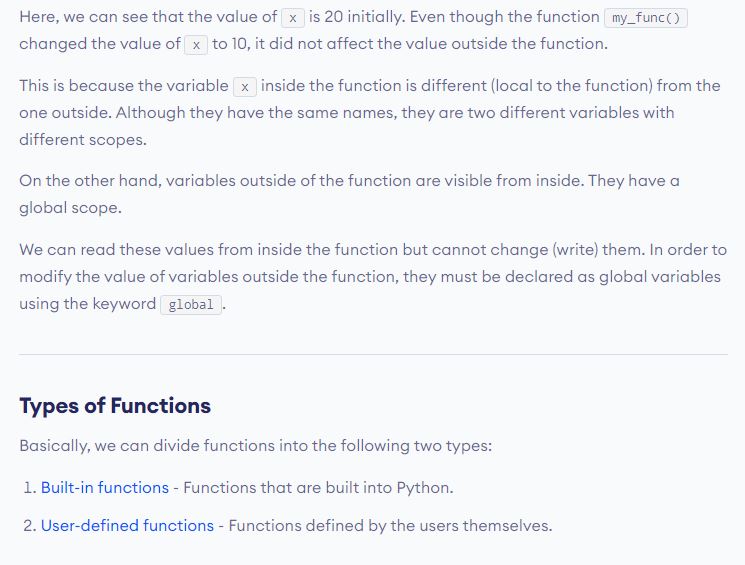 Here, we can see that the value of x is 20 initially. Even though the function my_func()
changed the value of x to 10, it did not affect the value outside the function.
This is because the variable x inside the function is different (local to the function) from the
one outside. Although they have the same names, they are two different variables with
different scopes.
On the other hand, variables outside of the function are visible from inside. They have a
global scope.
We can read these values from inside the function but cannot change (write) them. In order to
modify the value of variables outside the function, they must be declared as global variables
using the keyword global.
Types of Functions
Basically, we can divide functions into the following two types:
1. Built-in functions - Functions that are built into Python.
2. User-defined functions - Functions defined by the users themselves.